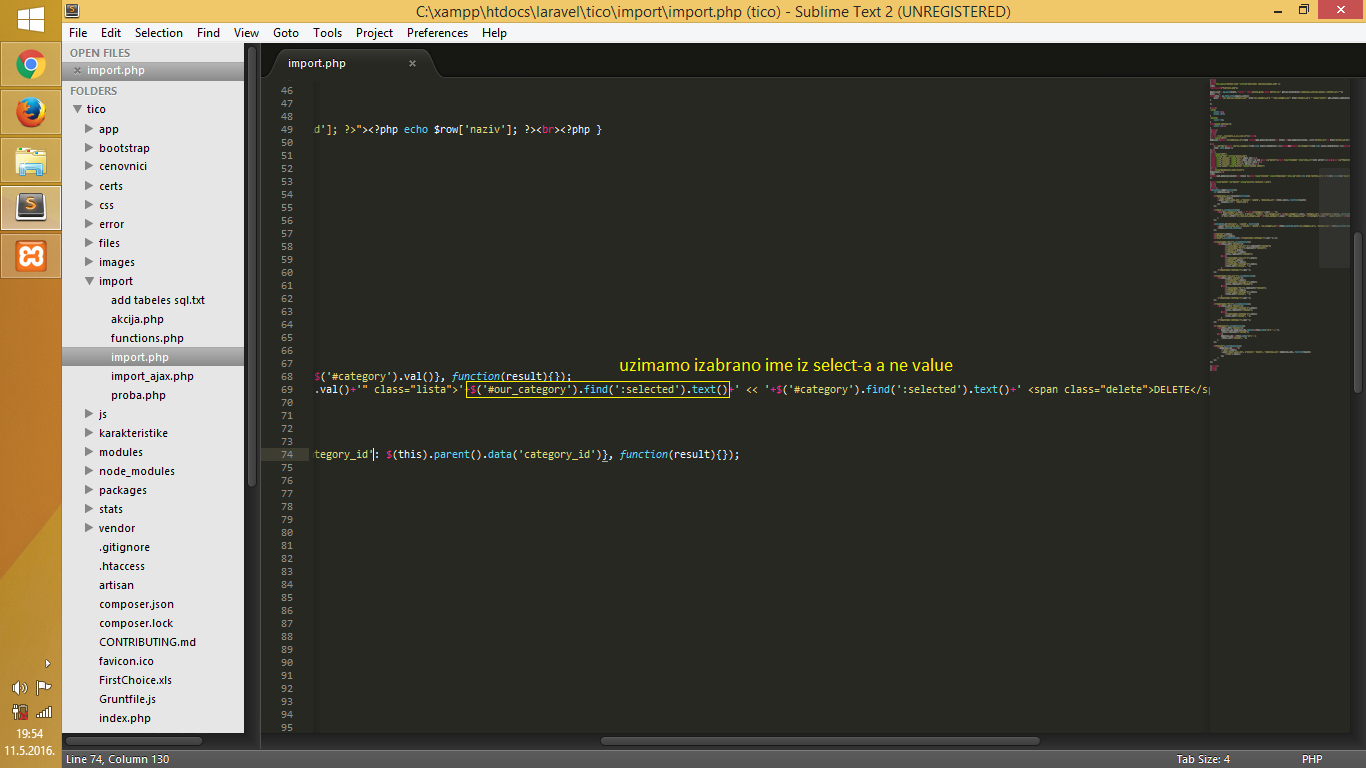 C:\xampp\htdocs\laravel\tico\import\import.php (tico) - Sublime Text 2 (UNREGISTERED)
File Edit Selection Find View Goto Tools Project Preferences Help
OPEN FILES
import.php
FOLDERS
tico
app
bootstrap
cenovnici
certs
css
error
files
images
import
add tabeles sql.txt
akcija.php
functions.php
import.php
import_ajax.php
proba.php
js
karakteristike
modules
node_modules
packages
stats
vendor
.gitignore
.htaccess
artisan
composer.json
composer.lock
CONTRIBUTING.md
favicon.ico
FirstChoice.xls
Gruntfile.js
index.php
import.php
46
47
48
49 d']; ?>"><?php echo $row['naziv']; ?><br><?php }
50
51
52
53
54
55
56
57
58
59
60
61
62
63
64
65
66
67
uzimamo izabrano ime iz select-a a ne value
68 $('#category').val()}, function(result){});
69 .val()+'" class="lista">'+$('#our_category').find(':selected').text()+' << '+$('#category').find(':selected').text()+' <span class="delete">DELETE</sp
70
71
72
73
74 tegory_id': $(this).parent().data('category_id')}, function(result){});
75
76
77
78
79
80
81
82
83
84
85
86
87
88
89
90
91
92
93
94
95
19:54
11.5.2016.
Line 74, Column 130
Tab Size: 4
PHP